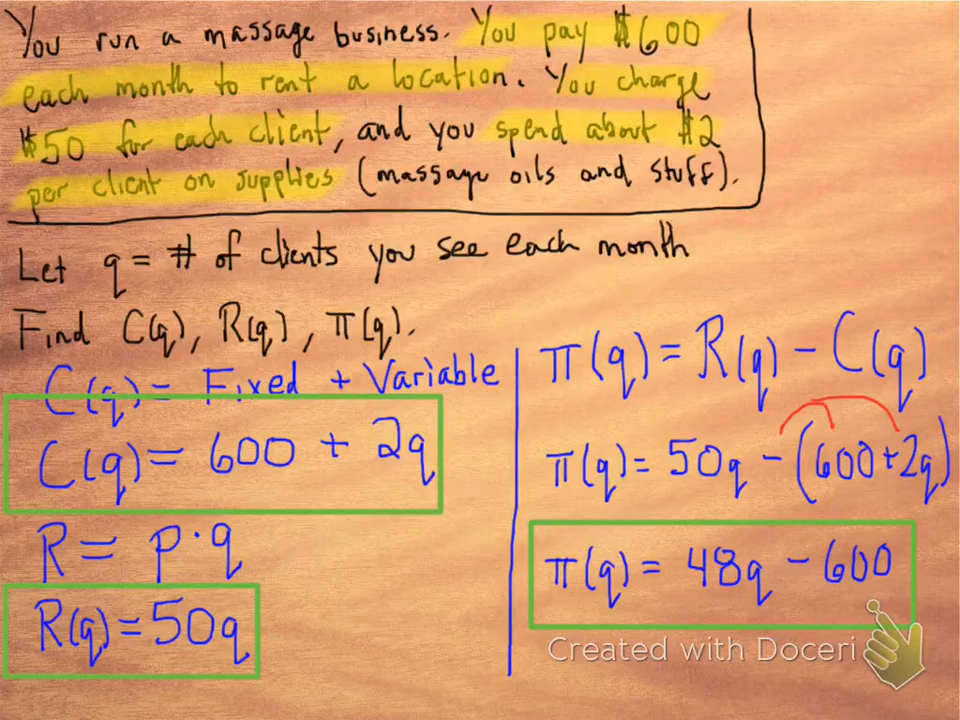 You run a massage business. You pay $600
each month to rent a location. You charge
$50 for each client, and you spend about $2
per client on supplies (massage oils and stuff).
Let q = # of clients you see each month
Find C(q), R(q), π(q).
C(q) = Fixed + Variable
C(q) = 600 + 2q
R = p·q
R(q) = 50q
π(q) = R(q) - C(q)
π(q) = 50q - (600+2q)
π(q) = 48q - 600
Created with Doceri